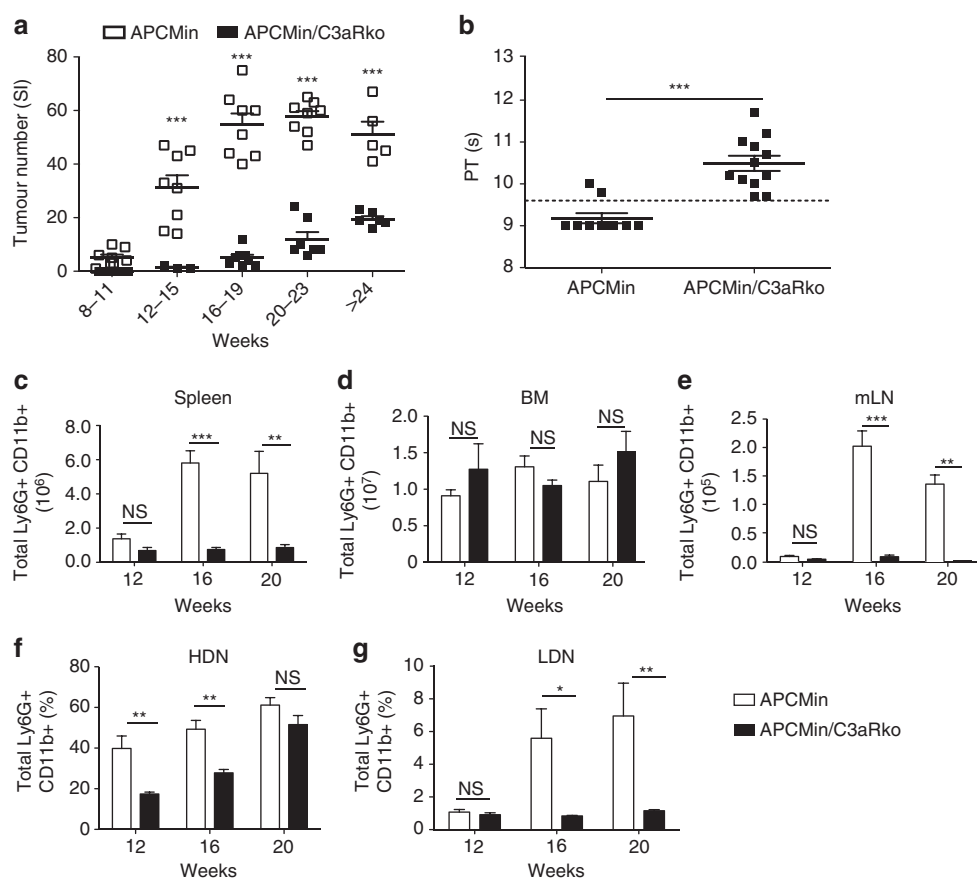 a
APCMin APCMin/C3aRko
Tumour number (SI)
80
60
40
20
0
*** *** *** ***
8–11 12–15 16–19 20–23 >24
Weeks
b
PT (s)
13
12
11
10
9
8
***
APCMin APCMin/C3aRko
c
Spleen
Total Ly6G+ CD11b+
(10⁶)
8.0
6.0
4.0
2.0
0.0
NS *** **
12 16 20
Weeks
d
BM
Total Ly6G+ CD11b+
(10⁷)
2.0
1.5
1.0
0.5
0.0
NS NS NS
12 16 20
Weeks
e
mLN
Total Ly6G+ CD11b+
(10⁵)
2.5
2.0
1.5
1.0
0.5
0.0
NS *** **
12 16 20
Weeks
f
HDN
Total Ly6G+
CD11b+ (%)
80
60
40
20
0
** ** NS
12 16 20
Weeks
g
LDN
Total Ly6G+
CD11b+ (%)
10
8
6
4
2
0
NS * **
12 16 20
Weeks
APCMin
APCMin/C3aRko